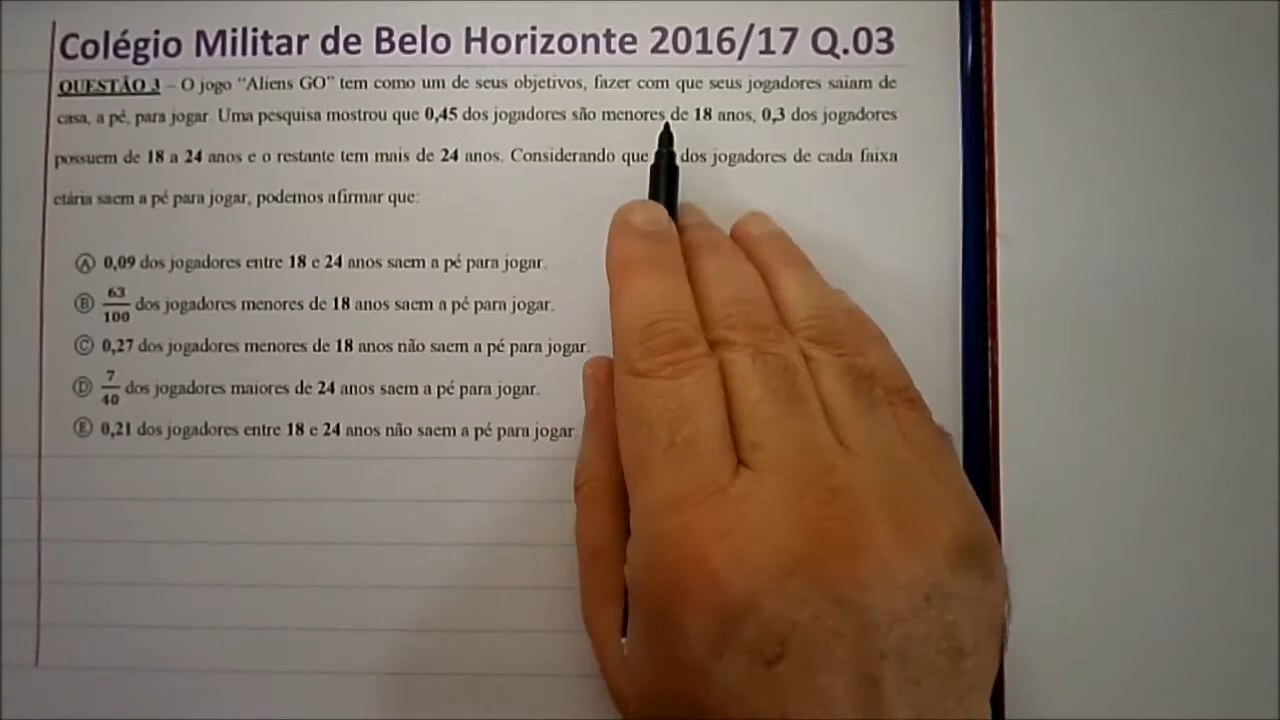 Colégio Militar de Belo Horizonte 2016/17 Q.03
QUESTÃO 3 – O jogo “Aliens GO” tem como um de seus objetivos, fazer com que seus jogadores saiam de
casa, a pé, para jogar. Uma pesquisa mostrou que 0,45 dos jogadores são menores de 18 anos, 0,3 dos jogadores
possuem de 18 a 24 anos e o restante tem mais de 24 anos. Considerando que dos jogadores de cada faixa
etária saem a pé para jogar, podemos afirmar que:
A 0,09 dos jogadores entre 18 e 24 anos saem a pé para jogar.
B 63/100 dos jogadores menores de 18 anos saem a pé para jogar.
C 0,27 dos jogadores menores de 18 anos não saem a pé para jogar.
D 7/40 dos jogadores maiores de 24 anos saem a pé para jogar.
E 0,21 dos jogadores entre 18 e 24 anos não saem a pé para jogar.